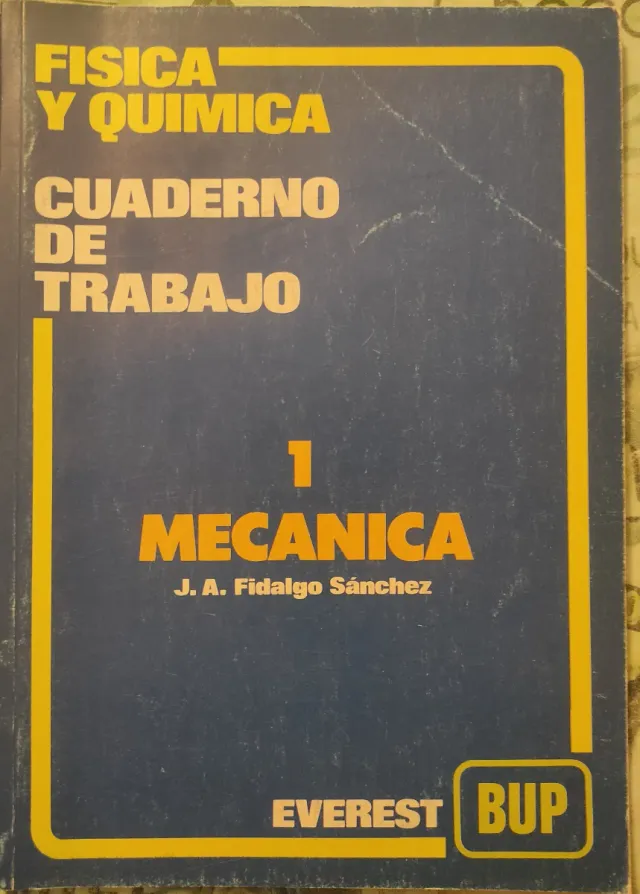 FISICA
Y QUIMICA
CUADERNO
DE
TRABAJO
1
MECANICA
J. A. Fidalgo Sánchez
EVEREST
BUP